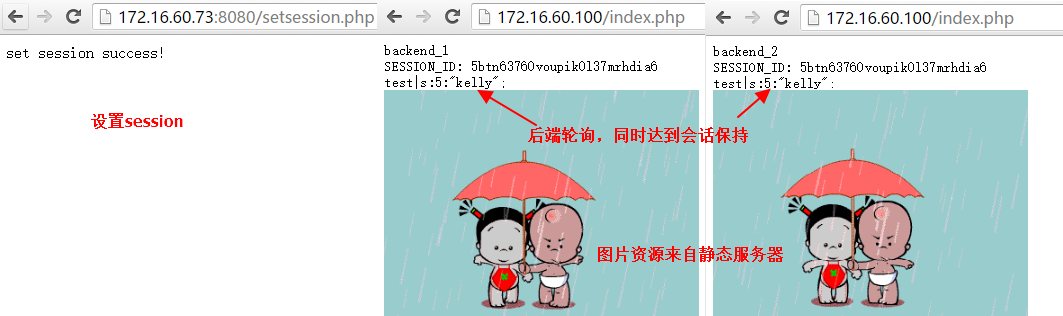 172.16.60.73:8080/setsession.php
set session success!
设置session
172.16.60.100/index.php
backend_1
SESSION_ID: 5btn63760voupik0l37mrhdia6
test|s:5:"kelly";
172.16.60.100/index.php
backend_2
SESSION_ID: 5btn63760voupik0l37mrhdia6
test|s:5:"kelly";
后端轮询，同时达到会话保持
图片资源来自静态服务器